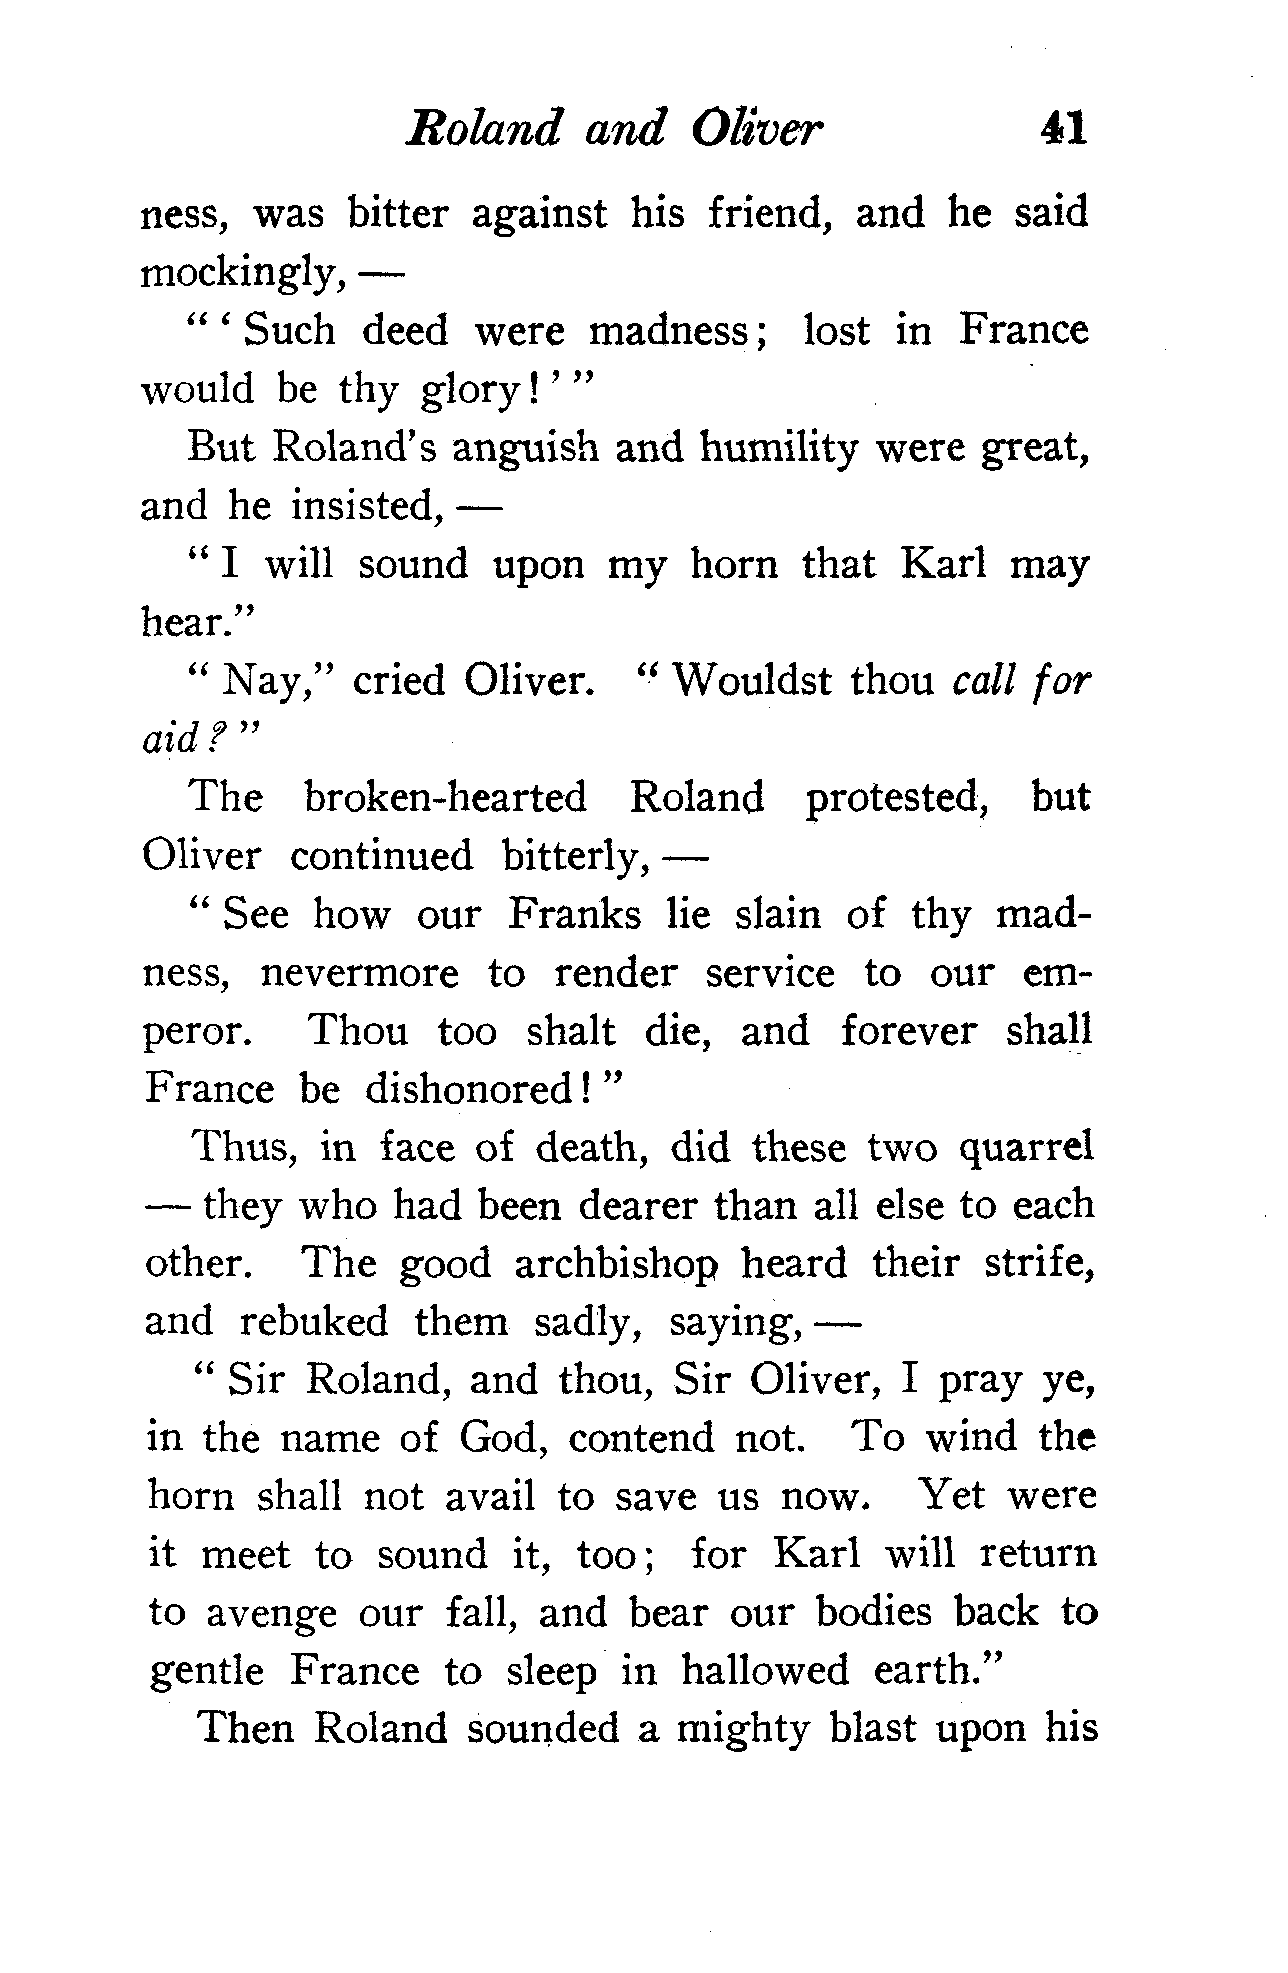 Roland and Oliver 41
ness, was bitter against his friend, and he said
mockingly, —
" ' Such deed were madness; lost in France
would be thy glory! ' "
But Roland's anguish and humility were great,
and he insisted, —
" I will sound upon my horn that Karl may
hear."
" Nay," cried Oliver. " Wouldst thou call for
aid? "
The broken-hearted Roland protested, but
Oliver continued bitterly, —
" See how our Franks lie slain of thy mad-
ness, nevermore to render service to our em-
peror. Thou too shalt die, and forever shall
France be dishonored! "
Thus, in face of death, did these two quarrel
— they who had been dearer than all else to each
other. The good archbishop heard their strife,
and rebuked them sadly, saying, —
" Sir Roland, and thou, Sir Oliver, I pray ye,
in the name of God, contend not. To wind the
horn shall not avail to save us now. Yet were
it meet to sound it, too; for Karl will return
to avenge our fall, and bear our bodies back to
gentle France to sleep in hallowed earth."
Then Roland sounded a mighty blast upon his